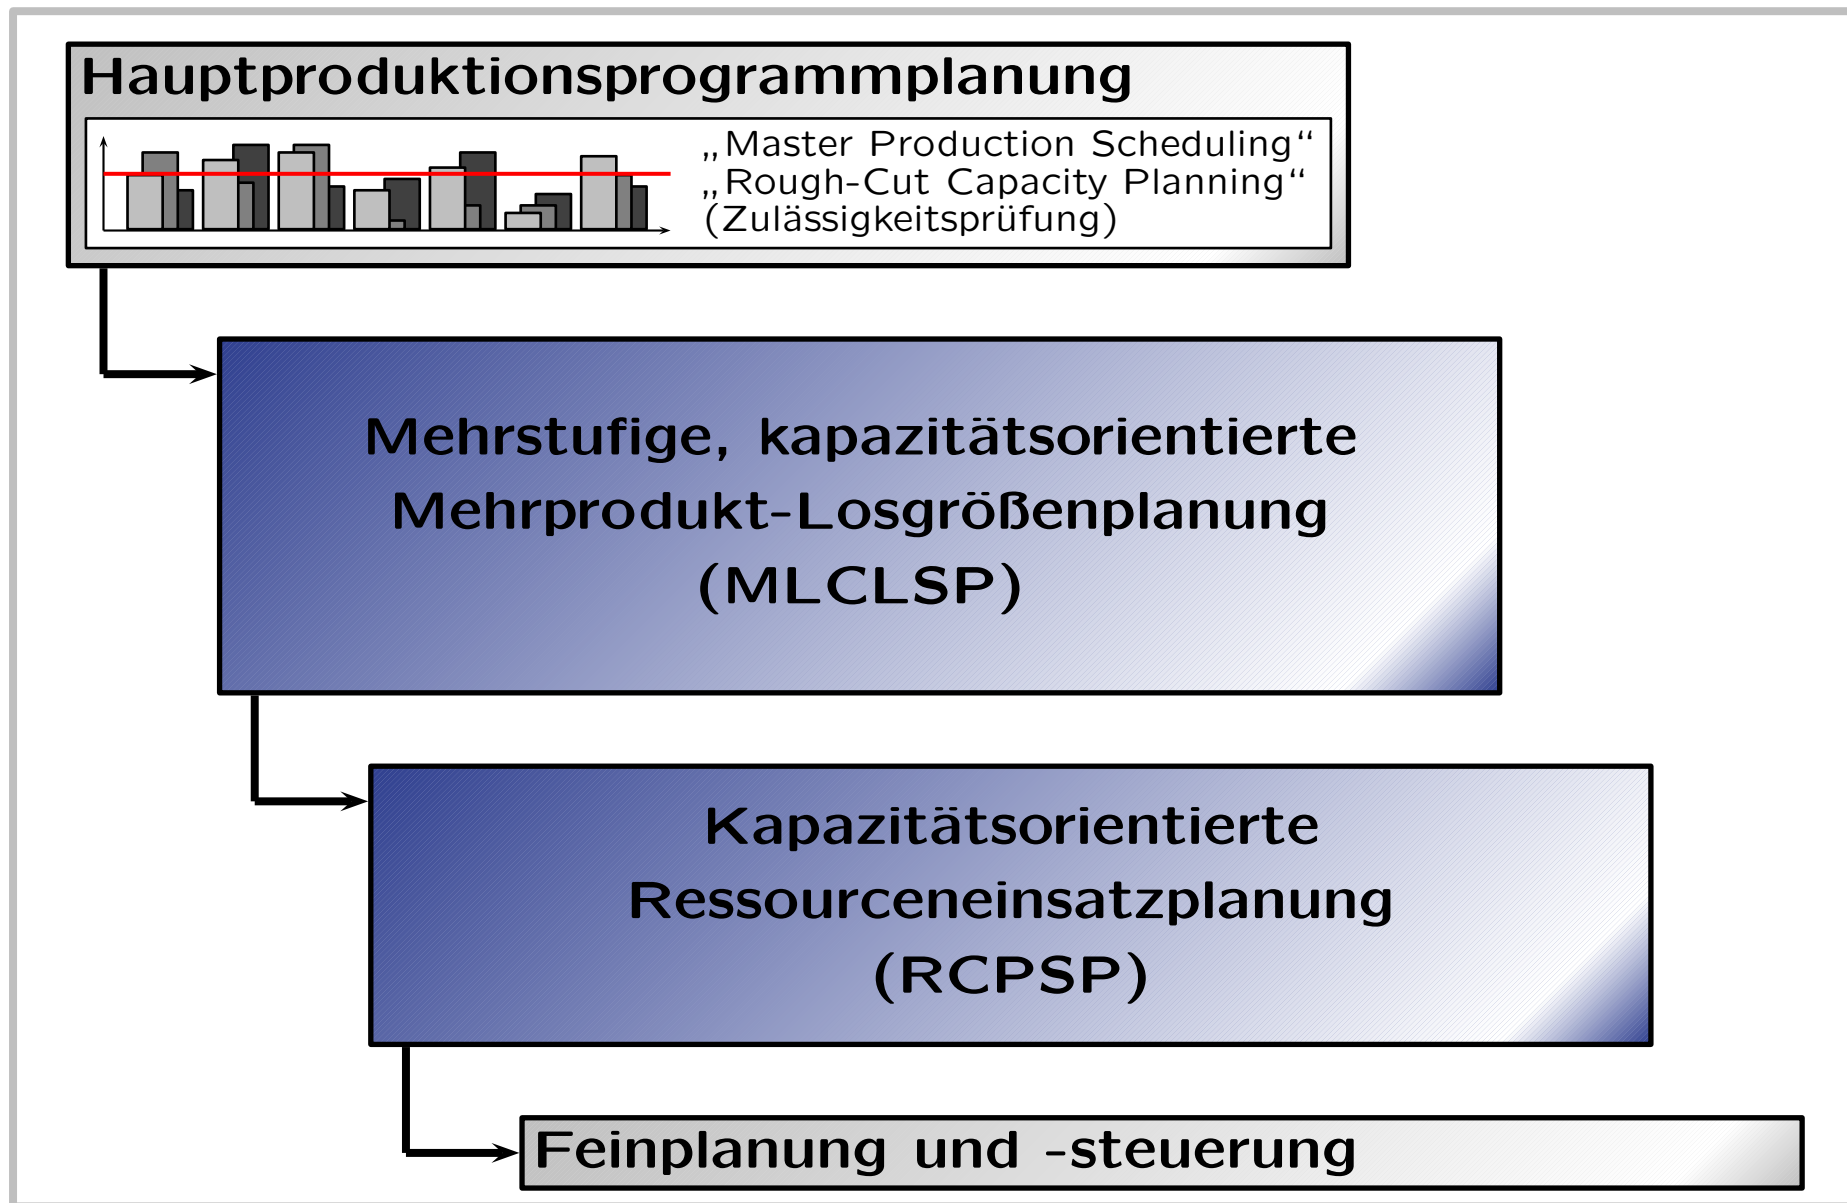 Hauptproduktionsprogrammplanung
„Master Production Scheduling“
„Rough-Cut Capacity Planning“
(Zulässigkeitsprüfung)
Mehrstufige, kapazitätsorientierte
Mehrprodukt-Losgrößenplanung
(MLCLSP)
Kapazitätsorientierte
Ressourceneinsatzplanung
(RCPSP)
Feinplanung und -steuerung